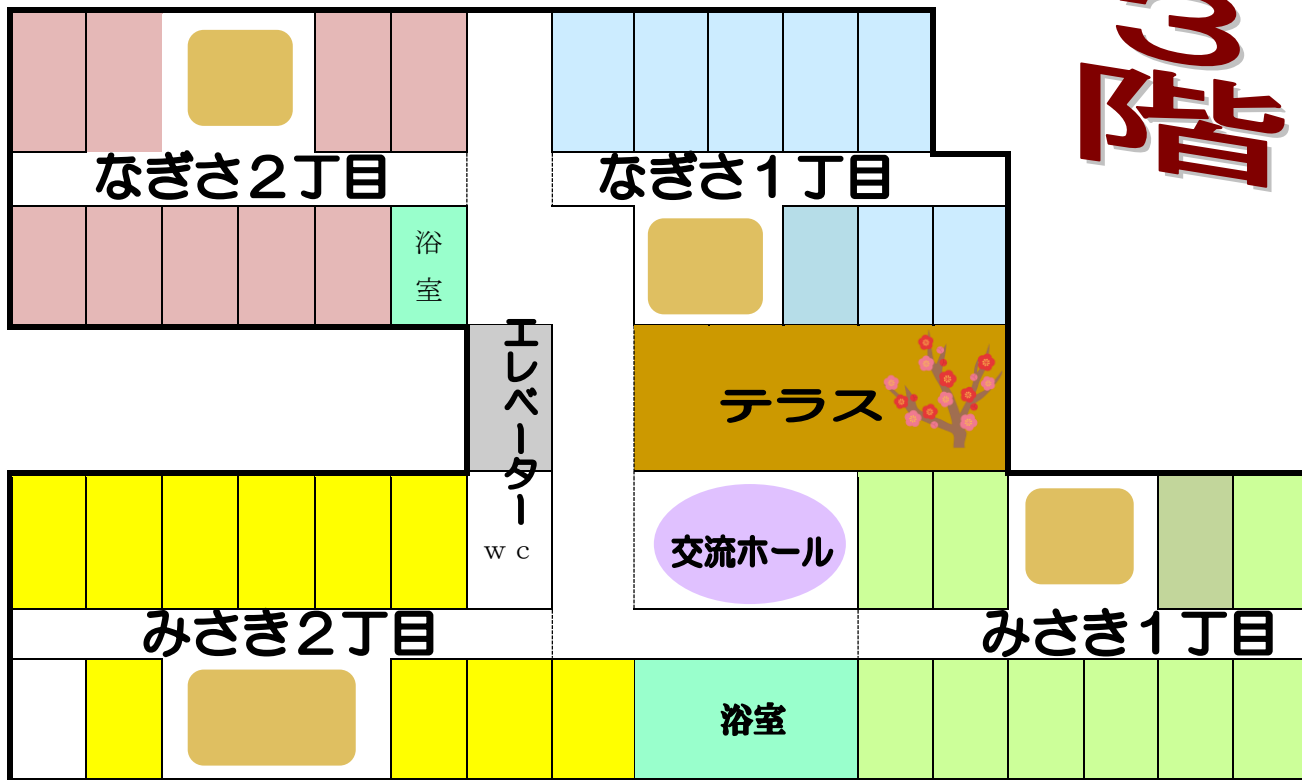 3階
なぎさ２丁目
なぎさ１丁目
浴室
エレベーター
テラス
ｗｃ
交流ホール
みさき２丁目
みさき１丁目
浴室